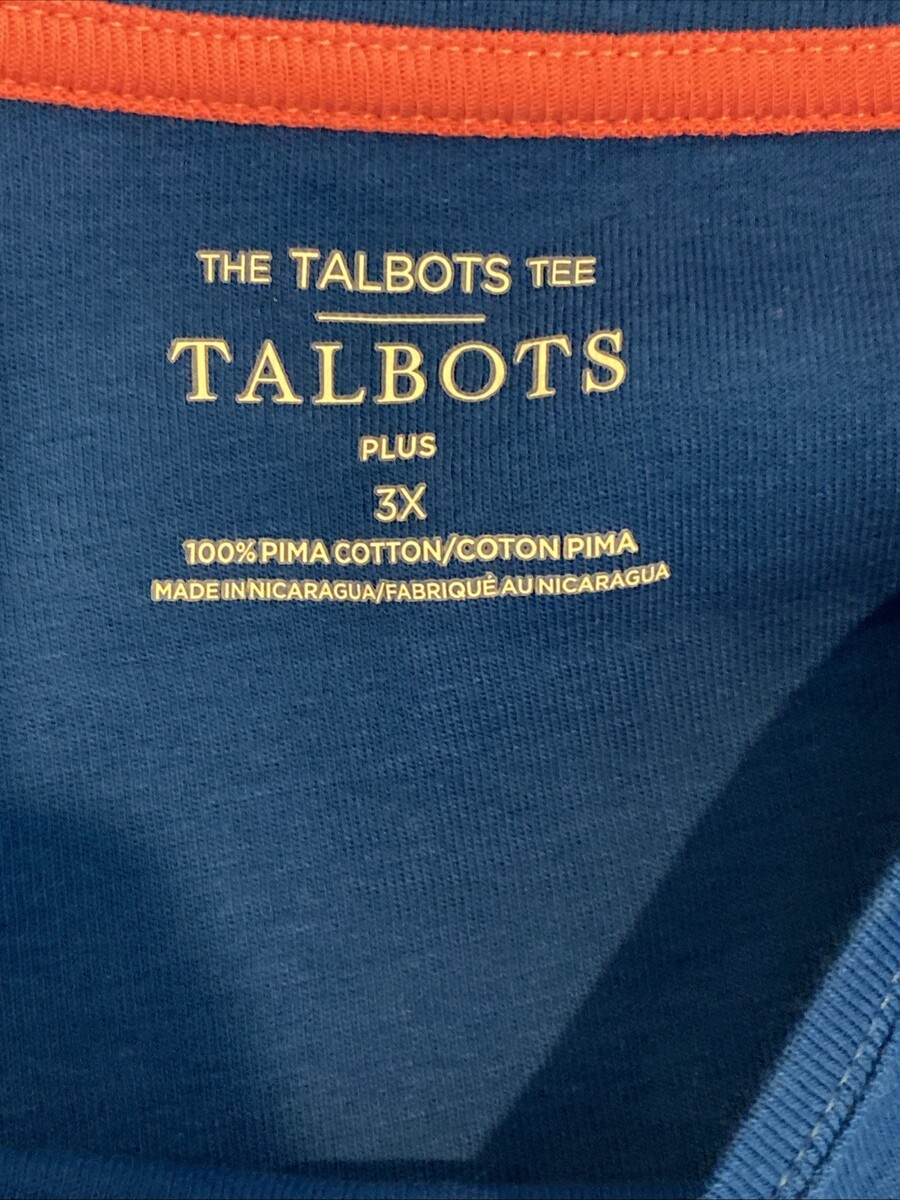 THE TALBOTS TEE
TALBOTS
PLUS
3X
100% PIMA COTTON/COTON PIMA
MADE IN NICARAGUA/FABRIQUÉ AU NICARAGUA